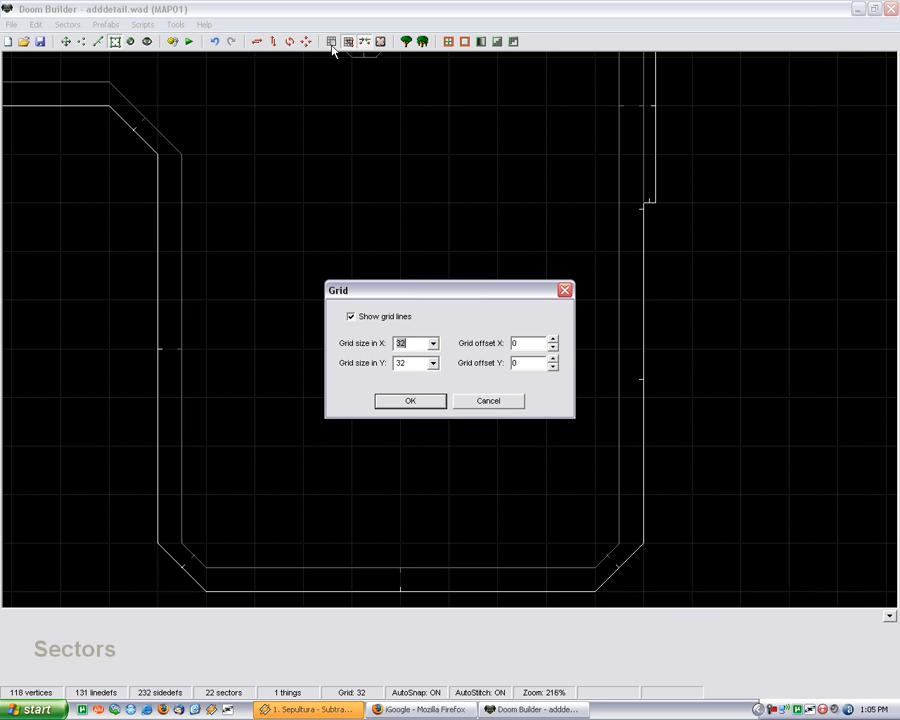 Doom Builder - adddetail.wad (MAP01)
File Edit Sectors Prefabs Scripts Tools Help
Grid
Show grid lines
Grid size in X: 32 Grid offset X: 0
Grid size in Y: 32 Grid offset Y: 0
OK Cancel
Sectors
118 vertices 131 linedefs 232 sidedefs 22 sectors 1 things Grid: 32 AutoSnap: ON AutoStitch: ON Zoom: 216%
start 1. Sepultura - Subtra... iGoogle - Mozilla Firefox Doom Builder - addde... 1:05 PM